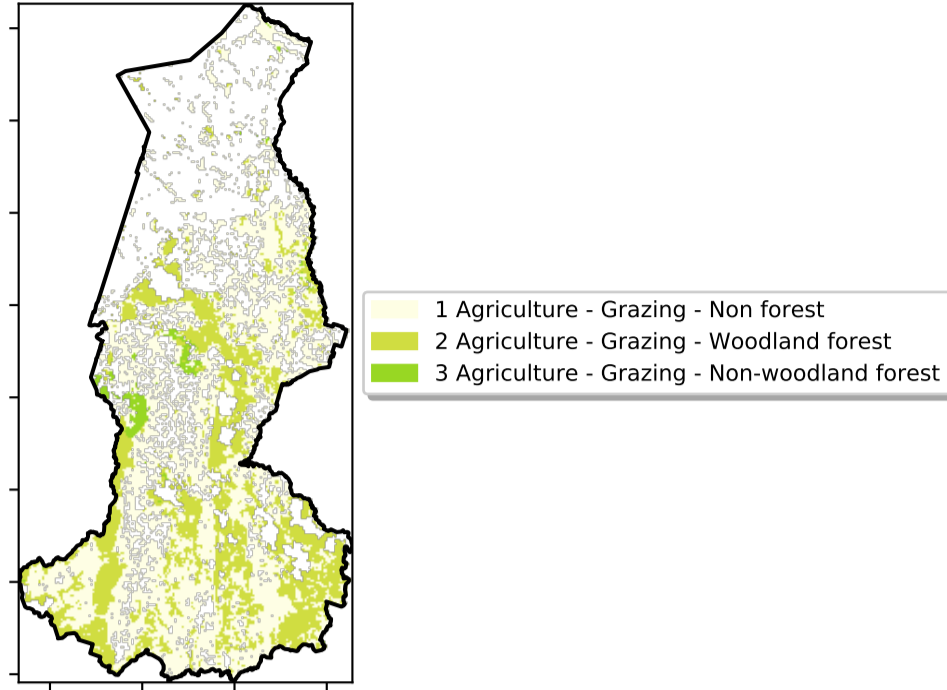 1 Agriculture - Grazing - Non forest
2 Agriculture - Grazing - Woodland forest
3 Agriculture - Grazing - Non-woodland forest